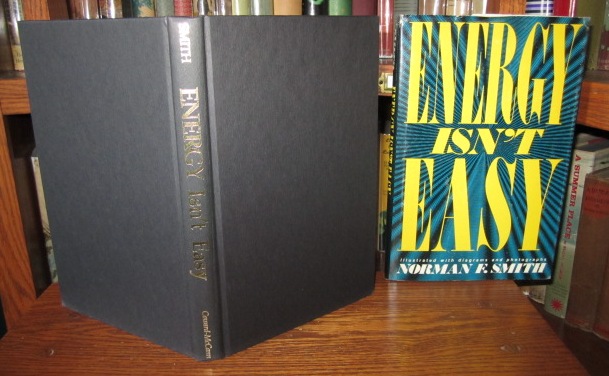 SMITH
ENERGY Isn't Easy
Coward-McCann
ENERGY
ISN'T
EASY
Illustrated with diagrams and photographs
NORMAN F. SMITH
A SUMMER PLACE